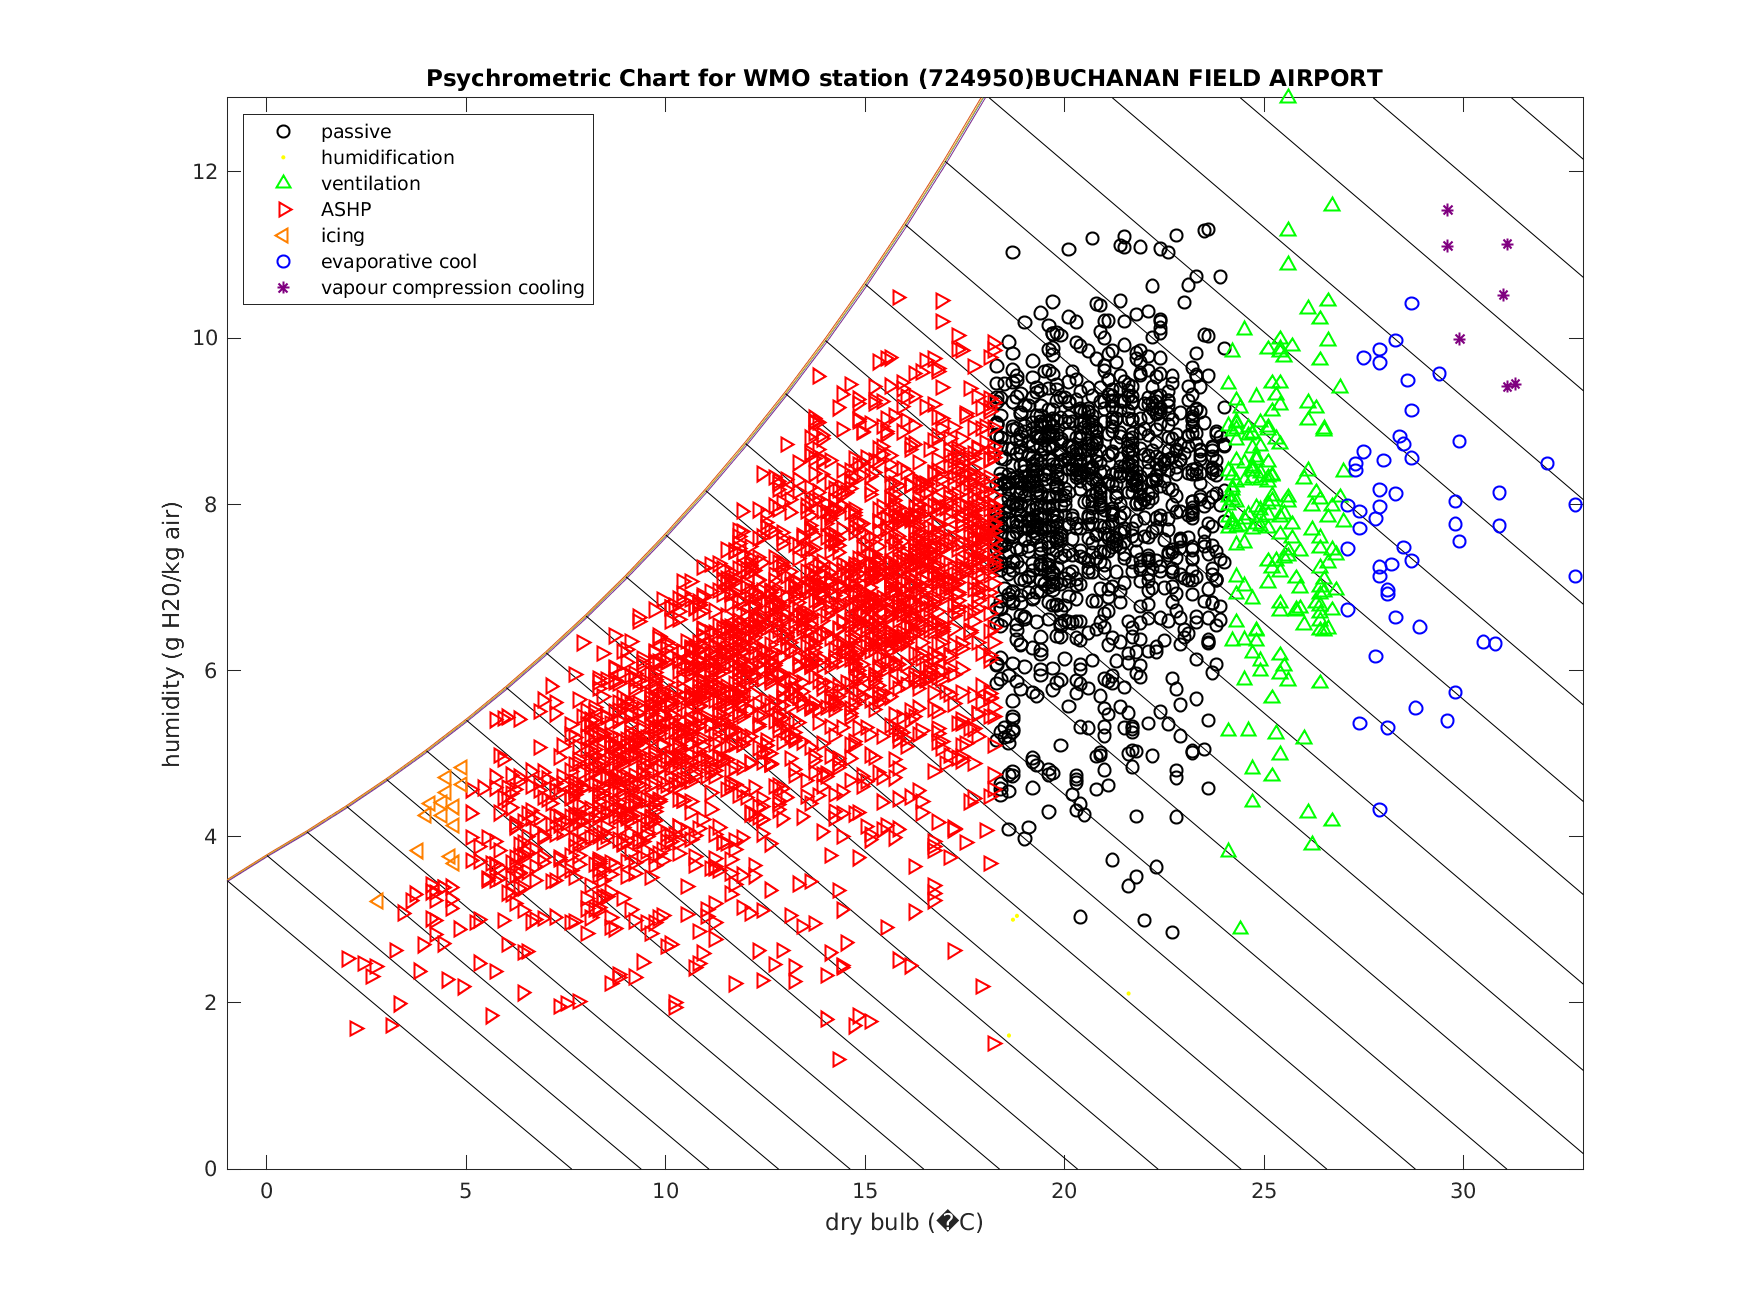 Psychrometric Chart for WMO station (724950)BUCHANAN FIELD AIRPORT
passive
humidification
ventilation
ASHP
icing
evaporative cool
vapour compression cooling
humidity (g H20/kg air)
12
10
8
6
4
2
0
0 5 10 15 20 25 30
dry bulb (�C)